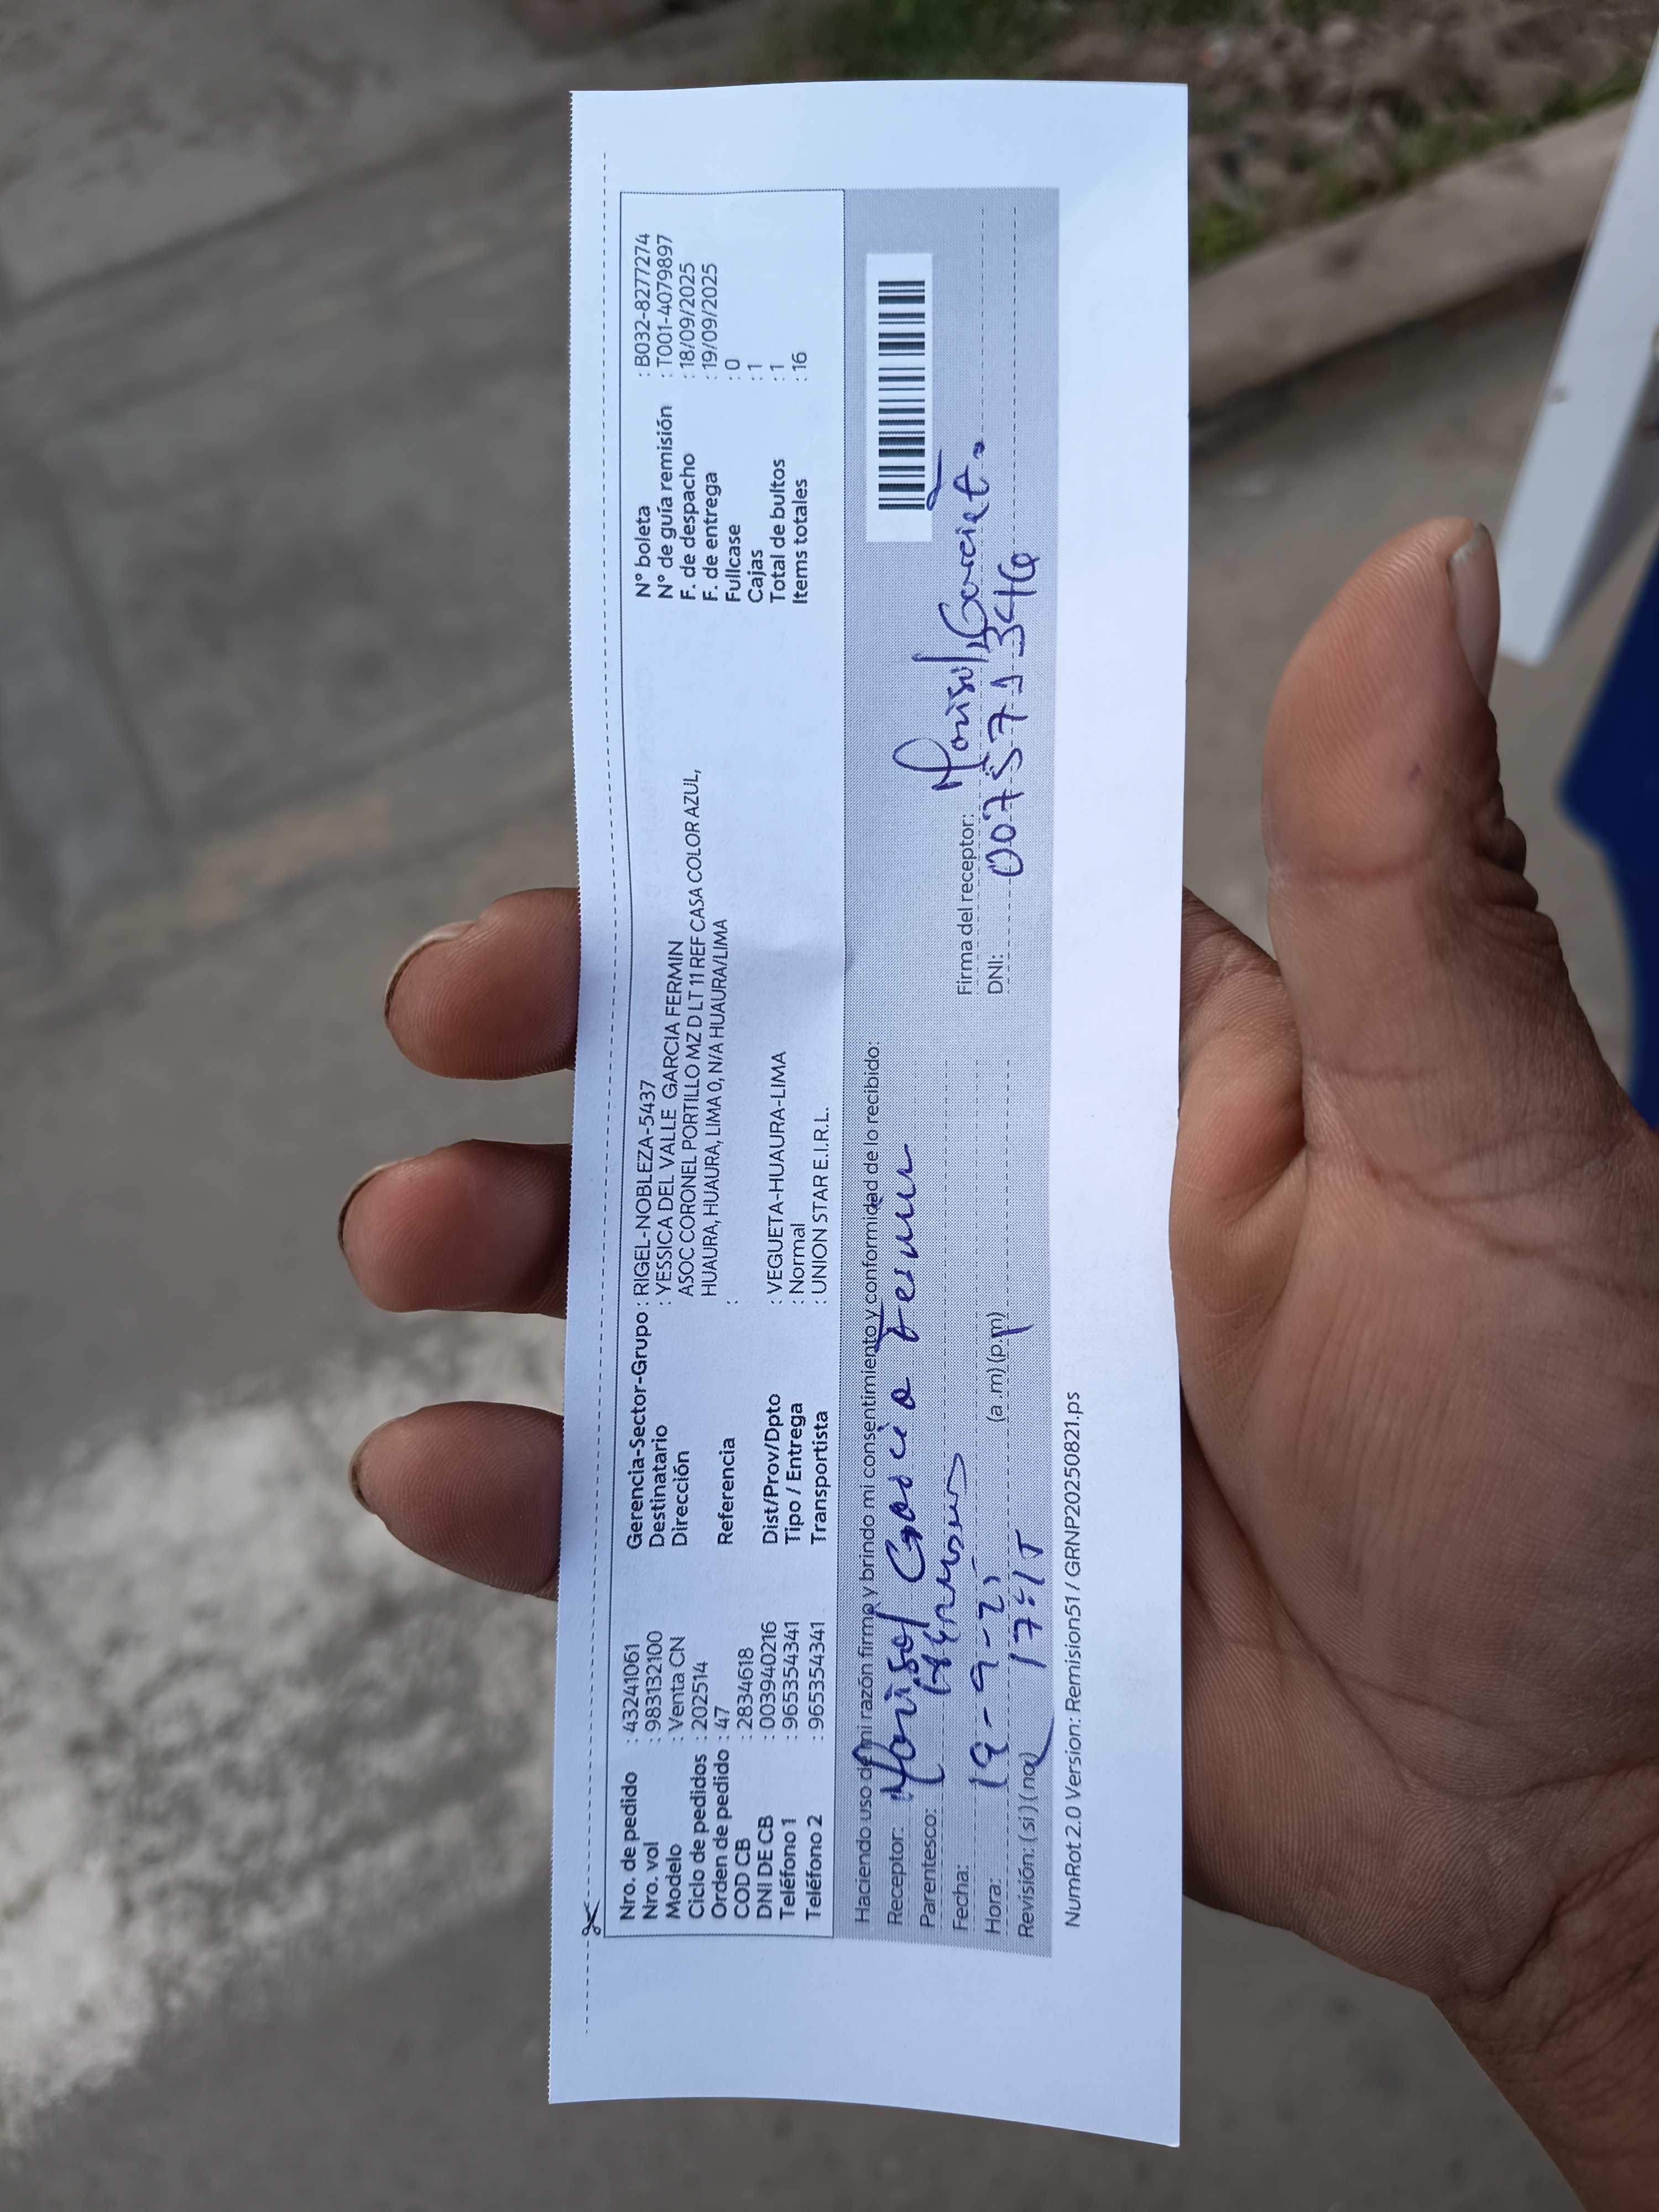 Nro. de pedido : 43241061
Nro. vol : 983132100
Modelo : Venta CN
Ciclo de pedidos : 202514
Orden de pedido : 47
COD CB : 2834618
DNI DE CB : 003940216
Teléfono 1 : 965354341
Teléfono 2 : 965354341
Gerencia-Sector-Grupo : RIGEL-NOBLEZA-5437
Destinatario : YESSICA DEL VALLE GARCIA FERMIN
Dirección ASOC CORONEL PORTILLO MZ D LT 11 REF CASA COLOR AZUL,
HUAURA, HUAURA, LIMA 0, N/A HUAURA/LIMA
Referencia :
Dist/Prov/Dpto : VEGUETA-HUAURA-LIMA
Tipo / Entrega : Normal
Transportista : UNION STAR E.I.R.L.
N° boleta : B032-8277274
N° de guía remisión : T001-4079897
F. de despacho : 18/09/2025
F. de entrega : 19/09/2025
Fullcase : 0
Cajas : 1
Total de bultos : 1
Items totales : 16
Haciendo uso de mi razón firmo y brindo mi consentimiento y conformidad de lo recibido:
Receptor: Marisol Garcia Fermin
Parentesco:
Fecha: 19-9-25
Hora: 17:15 (a.m) (p.m)
Revisión: (si) (no)
Firma del receptor: Marisol Garcia
DNI:
NumRot 2.0 Version: Remision51 / GRNP20250821.ps